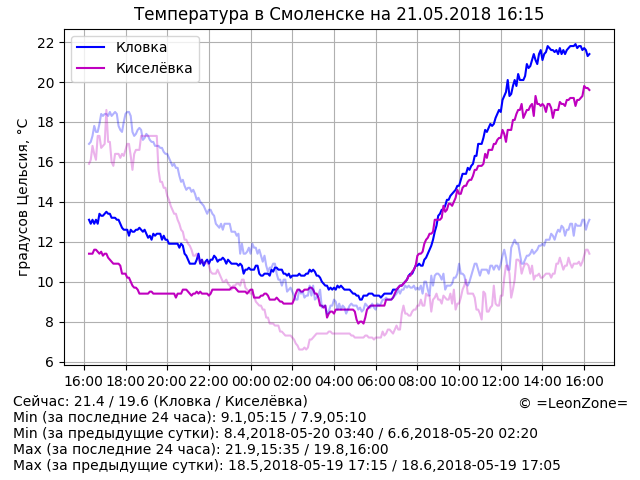 Температура в Смоленске на 21.05.2018 16:15
Кловка
Киселёвка
градусов Цельсия, °C
22
20
18
16
14
12
10
8
6
16:00 18:00 20:00 22:00 00:00 02:00 04:00 06:00 08:00 10:00 12:00 14:00 16:00
Сейчас: 21.4 / 19.6 (Кловка / Киселёвка)
© =LeonZone=
Min (за последние 24 часа): 9.1,05:15 / 7.9,05:10
Min (за предыдущие сутки): 8.4,2018-05-20 03:40 / 6.6,2018-05-20 02:20
Max (за последние 24 часа): 21.9,15:35 / 19.8,16:00
Max (за предыдущие сутки): 18.5,2018-05-19 17:15 / 18.6,2018-05-19 17:05